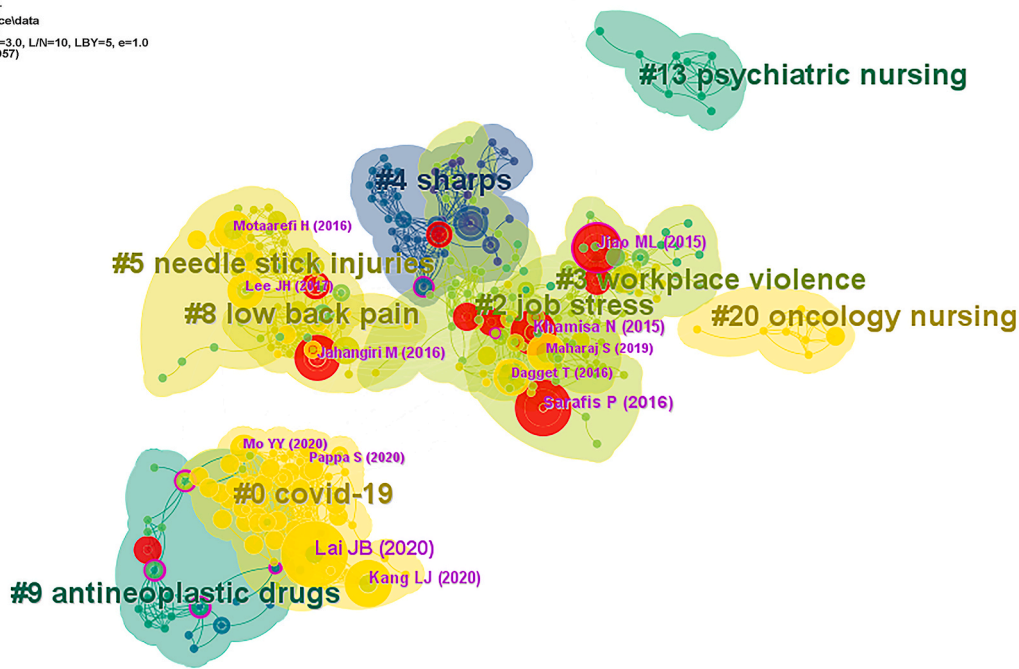 ce\data
=3.0, L/N=10, LBY=5, e=1.0
957)
#13 psychiatric nursing
#4 sharps
Motaarefi H (2016)
Jiao ML (2015)
#5 needle stick injuries
#3 workplace violence
Lee JH (2017)
#2 job stress
#8 low back pain
#20 oncology nursing
Khamisa N (2015)
Maharaj S (2019)
Jahangiri M (2016)
Dagget T (2016)
Sarafis P (2016)
Mo YY (2020)
Pappa S (2020)
#0 covid-19
Lai JB (2020)
Kang LJ (2020)
#9 antineoplastic drugs